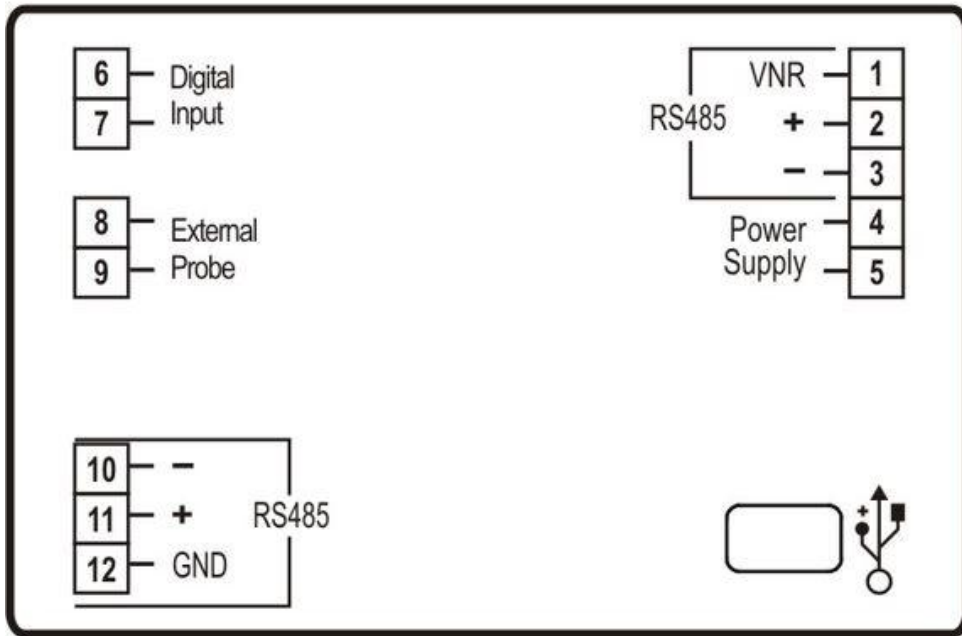 6 Digital
7 Input
8 External
9 Probe
10 −
11 + RS485
12 GND
VNR 1
RS485 + 2
− 3
Power 4
Supply 5
+